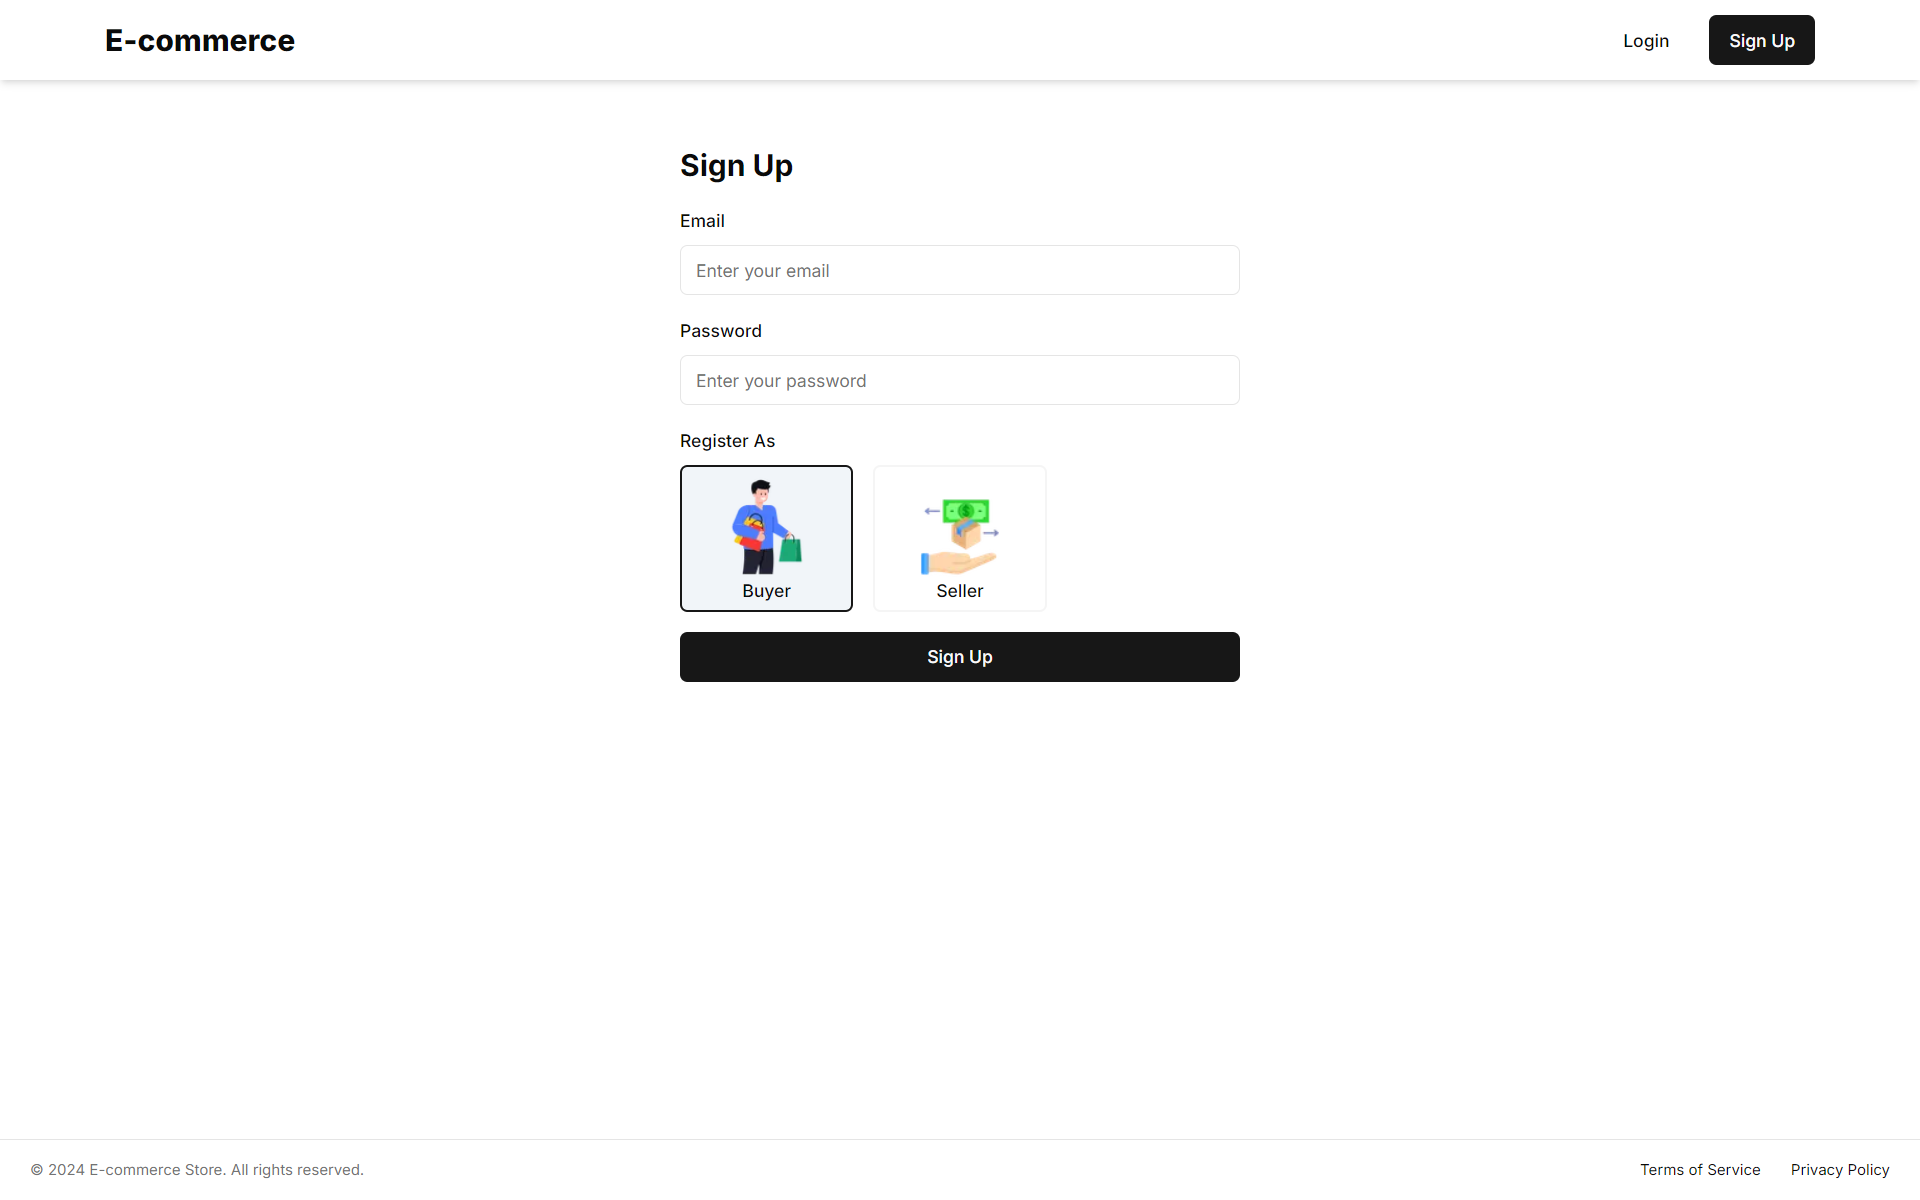 E-commerce
Login
Sign Up
Sign Up
Email
Enter your email
Password
Enter your password
Register As
Buyer
Seller
Sign Up
© 2024 E-commerce Store. All rights reserved.
Terms of Service
Privacy Policy